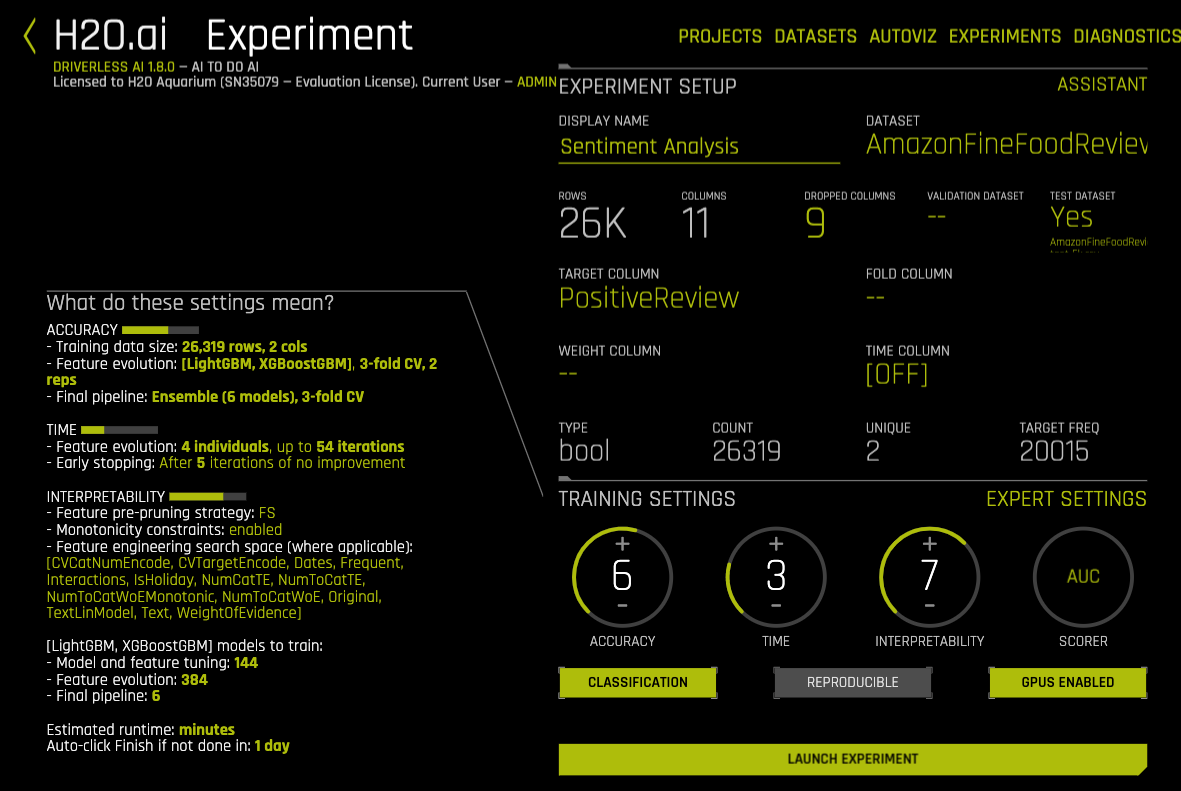 H2O.ai Experiment
DRIVERLESS AI 1.8.0 – AI TO DO AI
Licensed to H2O Aquarium (SN35079 – Evaluation License). Current User – ADMIN
PROJECTS DATASETS AUTOVIZ EXPERIMENTS DIAGNOSTICS
EXPERIMENT SETUP
ASSISTANT
DISPLAY NAME
Sentiment Analysis
DATASET
AmazonFineFoodReview
ROWS
26K
COLUMNS
11
DROPPED COLUMNS
9
VALIDATION DATASET
--
TEST DATASET
Yes
AmazonFineFoodRevi
TARGET COLUMN
PositiveReview
FOLD COLUMN
--
WEIGHT COLUMN
--
TIME COLUMN
[OFF]
TYPE
bool
COUNT
26319
UNIQUE
2
TARGET FREQ
20015
What do these settings mean?
ACCURACY
- Training data size: 26,319 rows, 2 cols
- Feature evolution: [LightGBM, XGBoostGBM], 3-fold CV, 2
reps
- Final pipeline: Ensemble (6 models), 3-fold CV
TIME
- Feature evolution: 4 individuals, up to 54 iterations
- Early stopping: After 5 iterations of no improvement
INTERPRETABILITY
- Feature pre-pruning strategy: FS
- Monotonicity constraints: enabled
- Feature engineering search space (where applicable):
[CVCatNumEncode, CVTargetEncode, Dates, Frequent,
Interactions, IsHoliday, NumCatTE, NumToCatTE,
NumToCatWoEMonotonic, NumToCatWoE, Original,
TextLinModel, Text, WeightOfEvidence]
[LightGBM, XGBoostGBM] models to train:
- Model and feature tuning: 144
- Feature evolution: 384
- Final pipeline: 6
Estimated runtime: minutes
Auto-click Finish if not done in: 1 day
TRAINING SETTINGS
EXPERT SETTINGS
+
6
-
ACCURACY
+
3
-
TIME
+
7
-
INTERPRETABILITY
AUC
SCORER
CLASSIFICATION
REPRODUCIBLE
GPUS ENABLED
LAUNCH EXPERIMENT